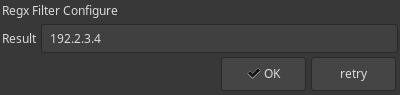 Regx Filter Configure
Result 192.2.3.4
OK retry